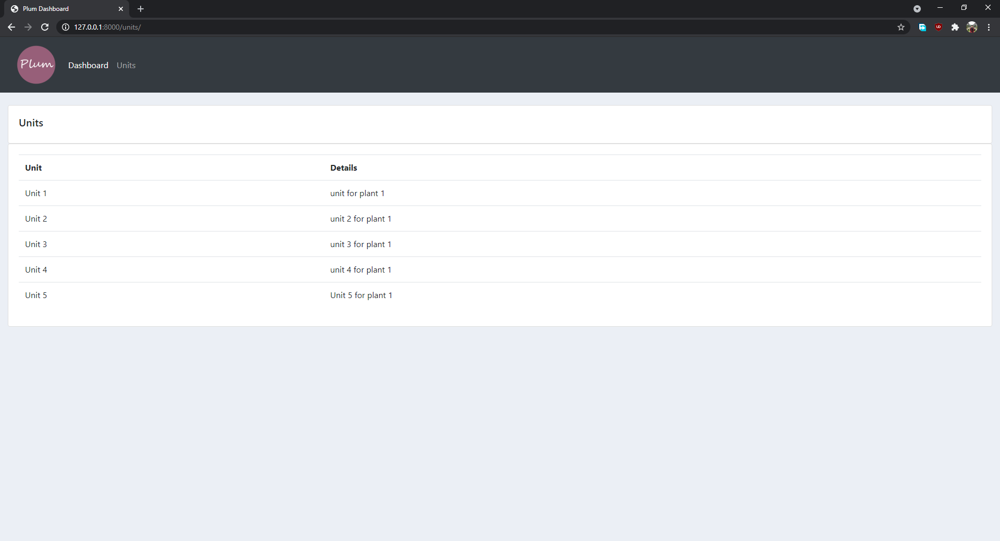 Plum Dashboard
127.0.0.1:8000/units/
Plum Dashboard Units
Units
Unit Details
Unit 1 unit for plant 1
Unit 2 unit 2 for plant 1
Unit 3 unit 3 for plant 1
Unit 4 unit 4 for plant 1
Unit 5 Unit 5 for plant 1